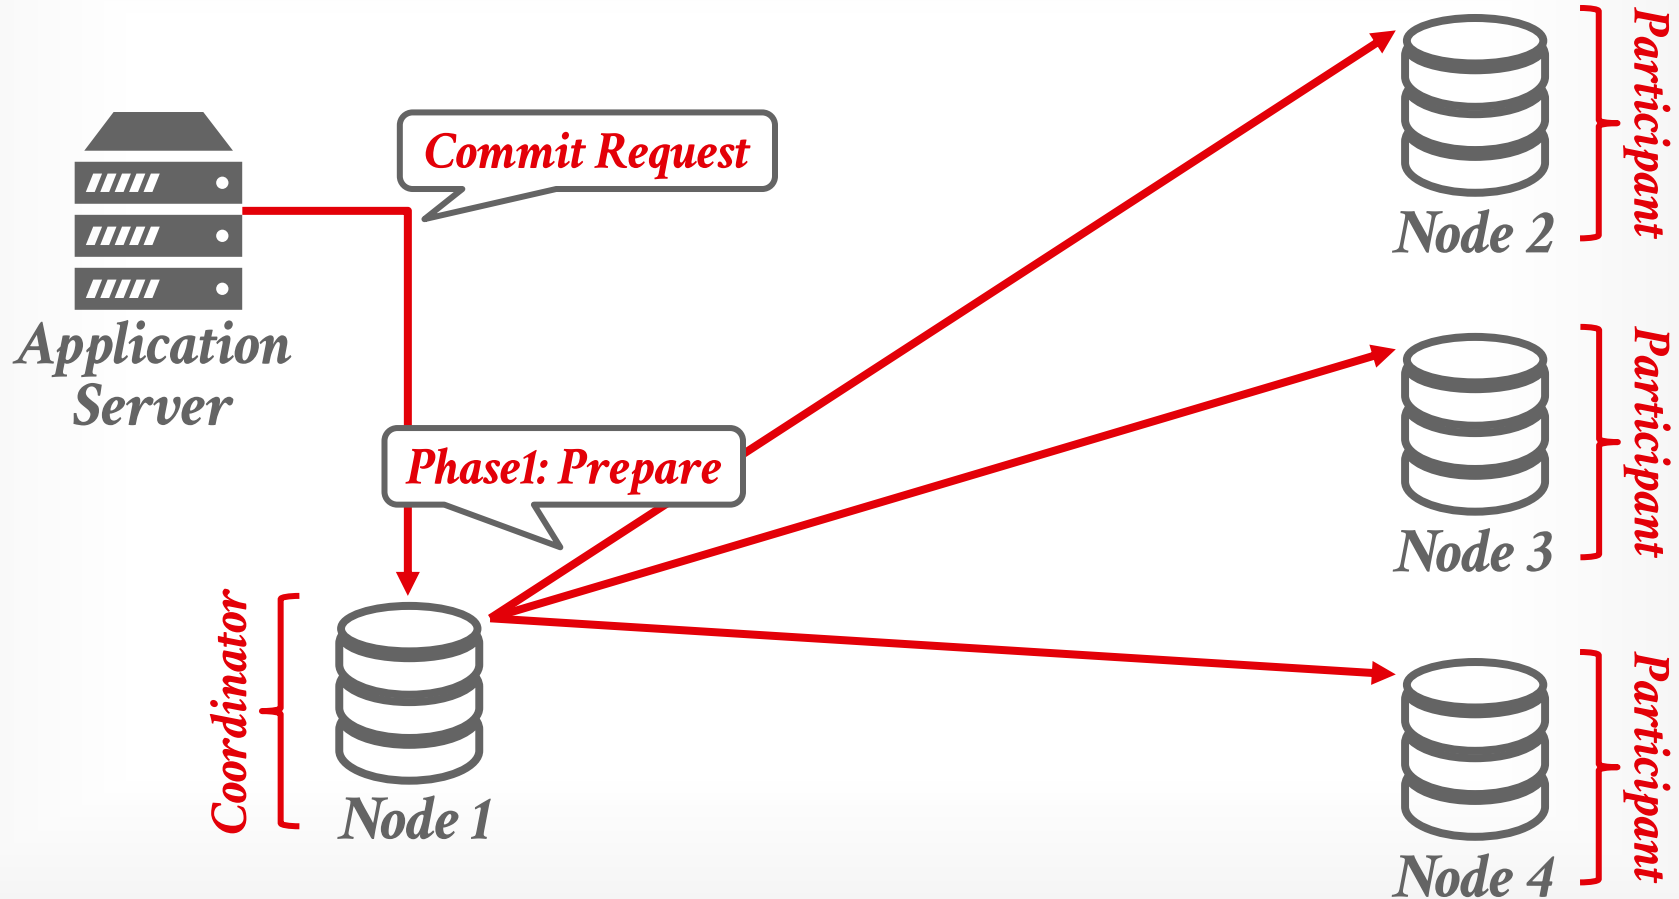 Commit Request
Application
Server
Phase1: Prepare
Coordinator
Node 1
Node 2
Participant
Node 3
Participant
Node 4
Participant